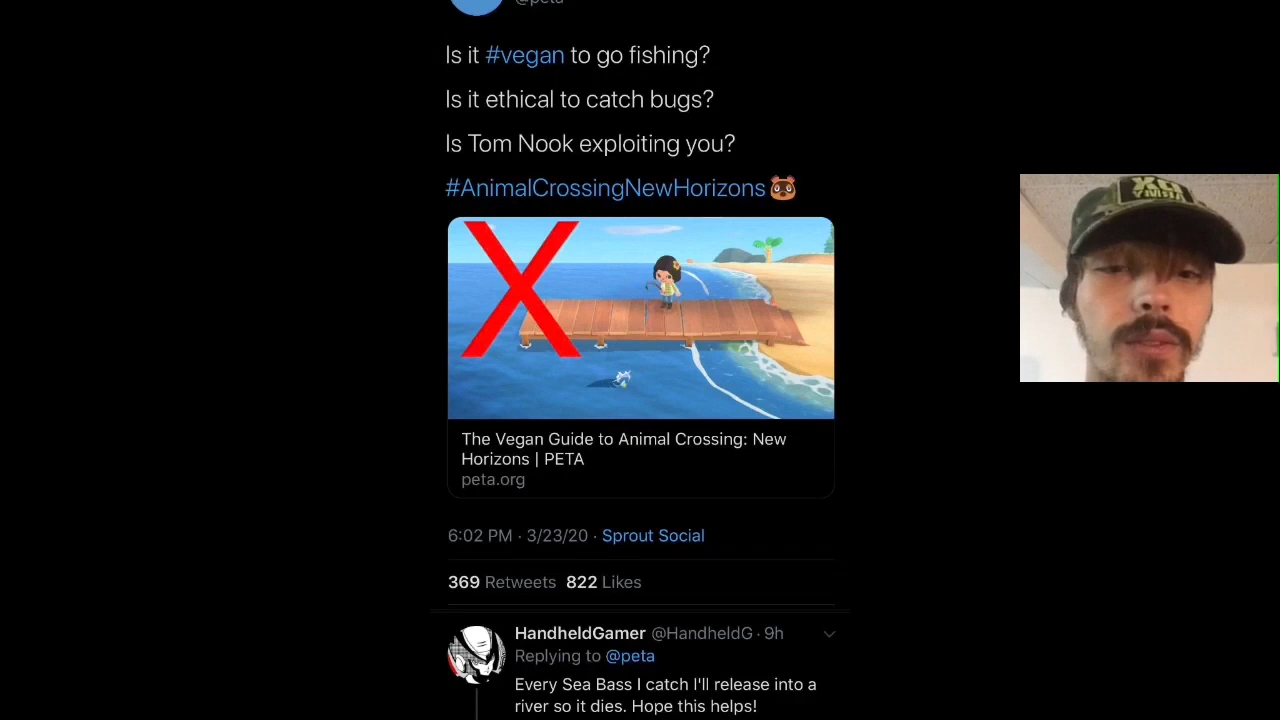 @peta
Is it #vegan to go fishing?
Is it ethical to catch bugs?
Is Tom Nook exploiting you?
#AnimalCrossingNewHorizons
X
The Vegan Guide to Animal Crossing: New
Horizons | PETA
peta.org
6:02 PM · 3/23/20 · Sprout Social
369 Retweets 822 Likes
HandheldGamer @HandheldG · 9h
Replying to @peta
Every Sea Bass I catch I'll release into a
river so it dies. Hope this helps!